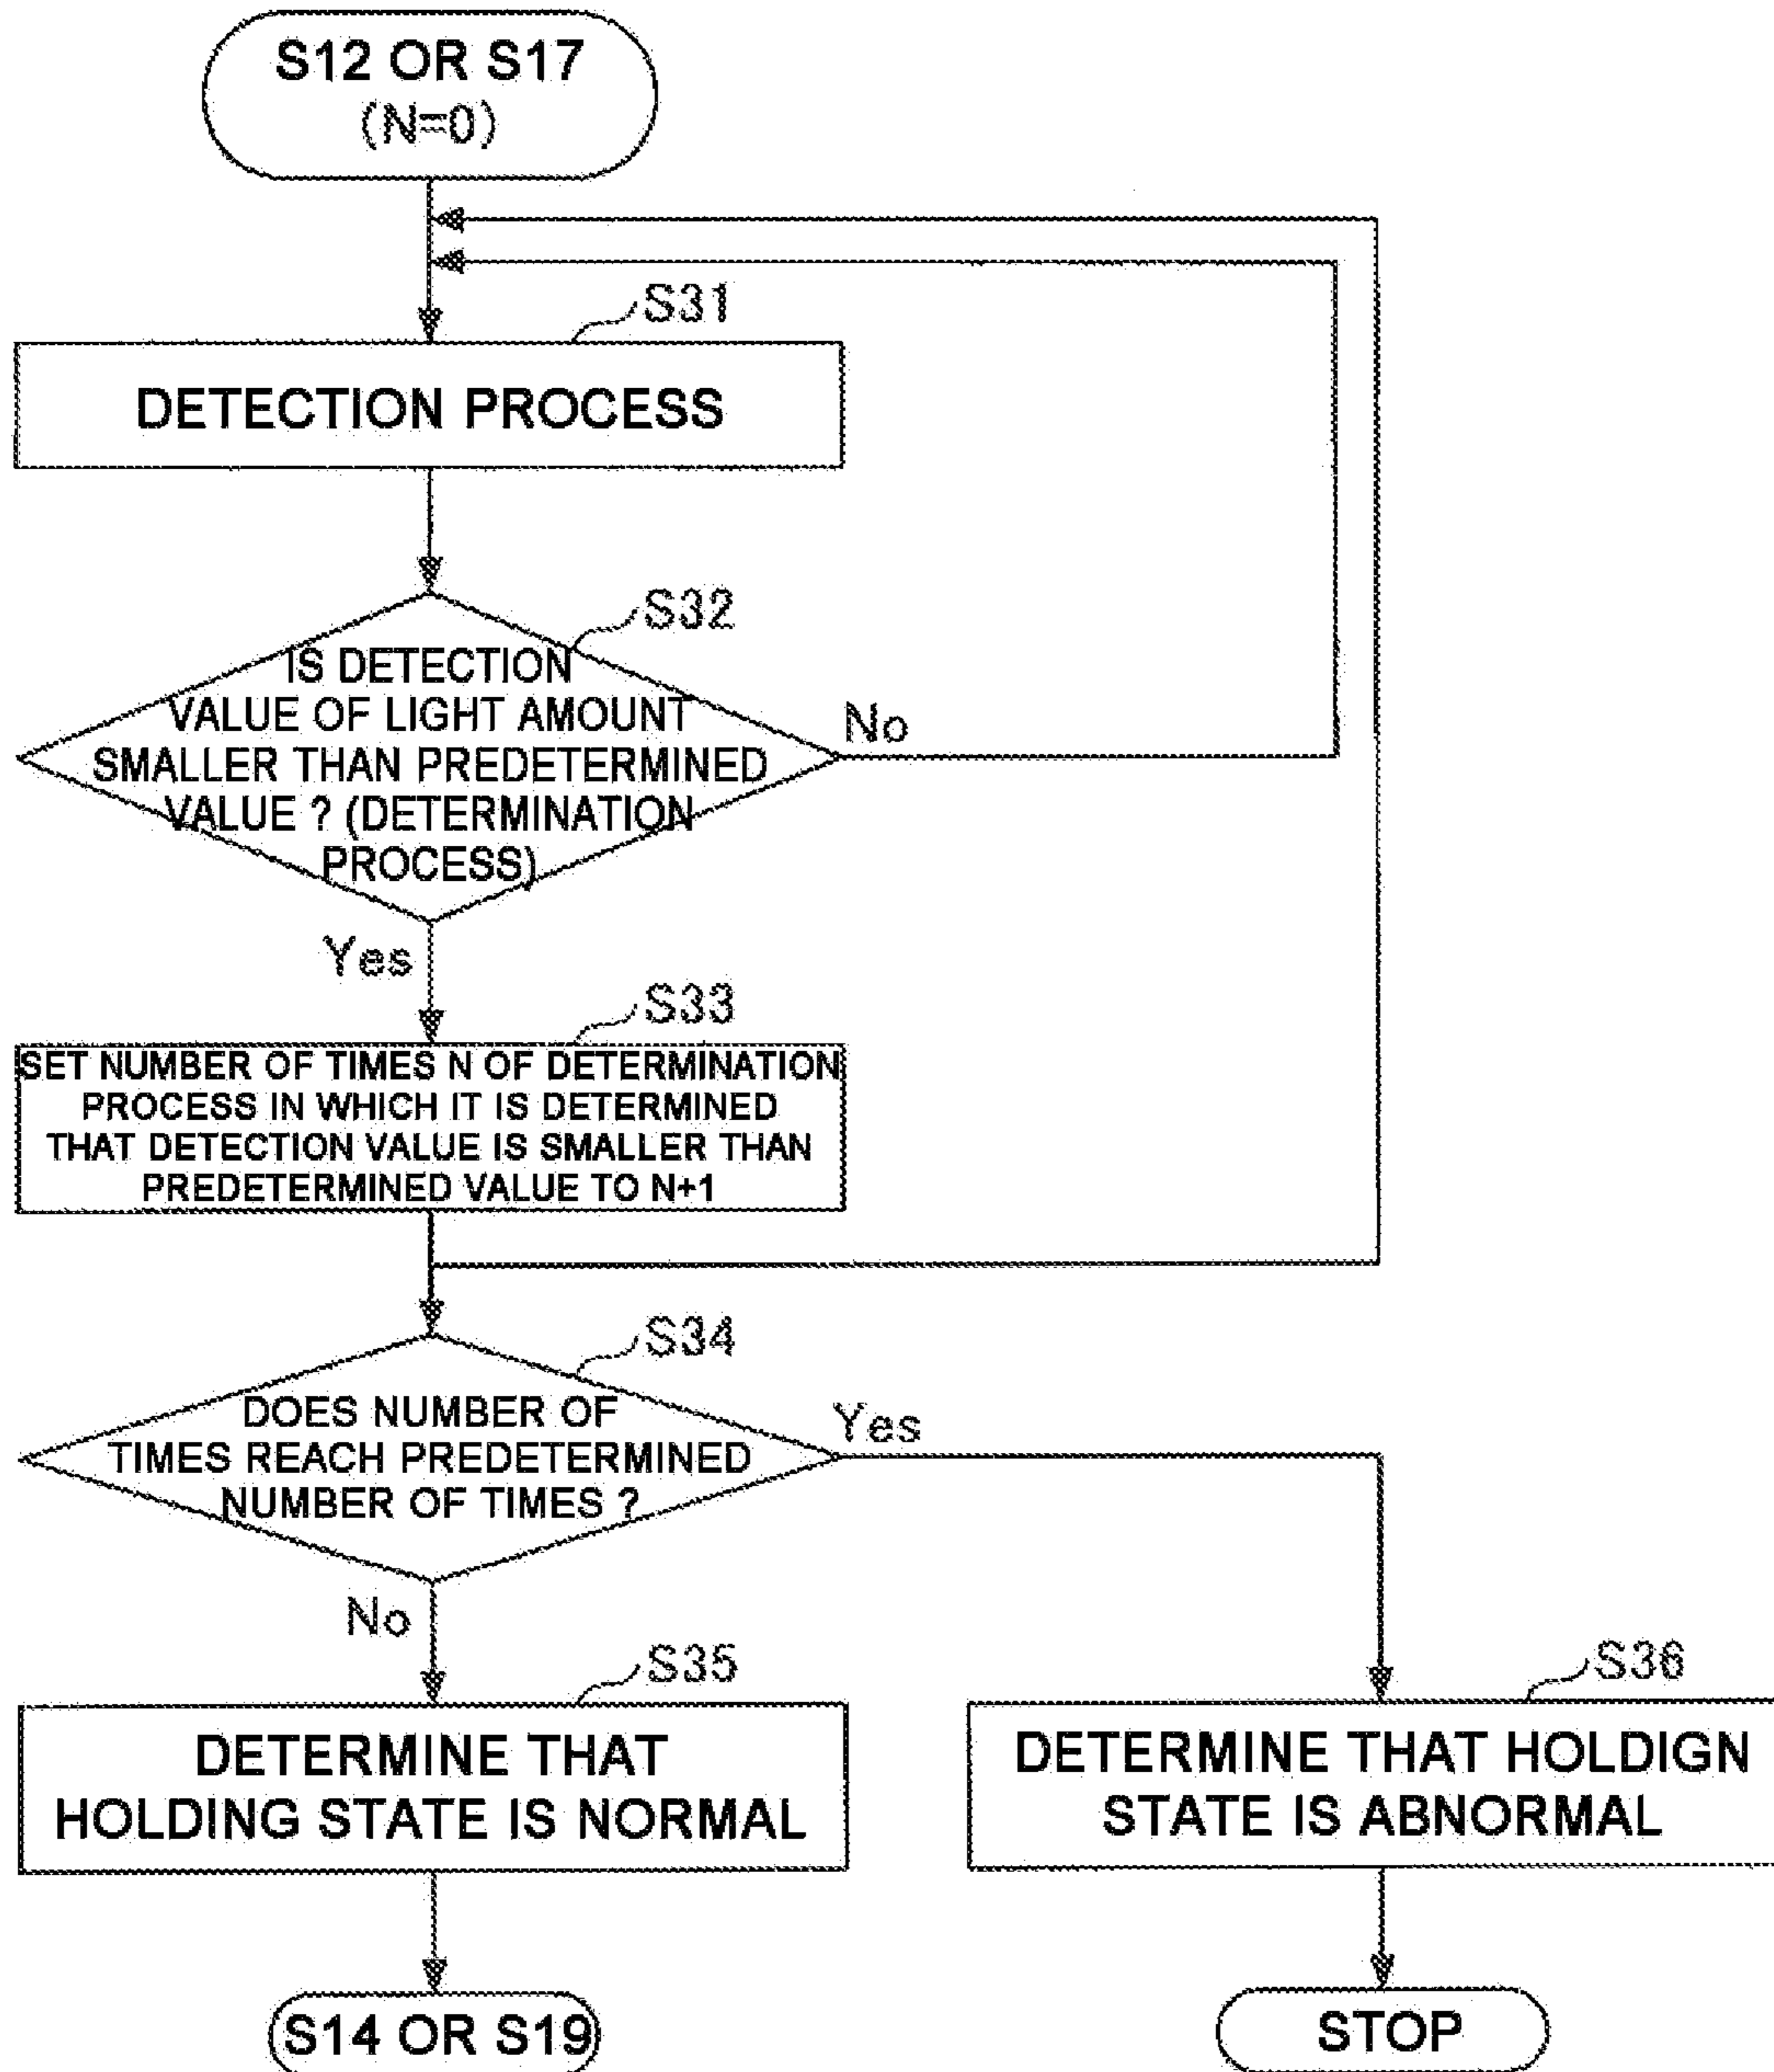 S12 OR S17
(N=0)
S31
DETECTION PROCESS
S32
IS DETECTION
VALUE OF LIGHT AMOUNT
SMALLER THAN PREDETERMINED
VALUE ? (DETERMINATION
PROCESS)
No
Yes
S33
SET NUMBER OF TIMES N OF DETERMINATION
PROCESS IN WHICH IT IS DETERMINED
THAT DETECTION VALUE IS SMALLER THAN
PREDETERMINED VALUE TO N+1
S34
DOES NUMBER OF
TIMES REACH PREDETERMINED
NUMBER OF TIMES ?
Yes
No
S35
DETERMINE THAT
HOLDING STATE IS NORMAL
S36
DETERMINE THAT HOLDIGN
STATE IS ABNORMAL
S14 OR S19
STOP